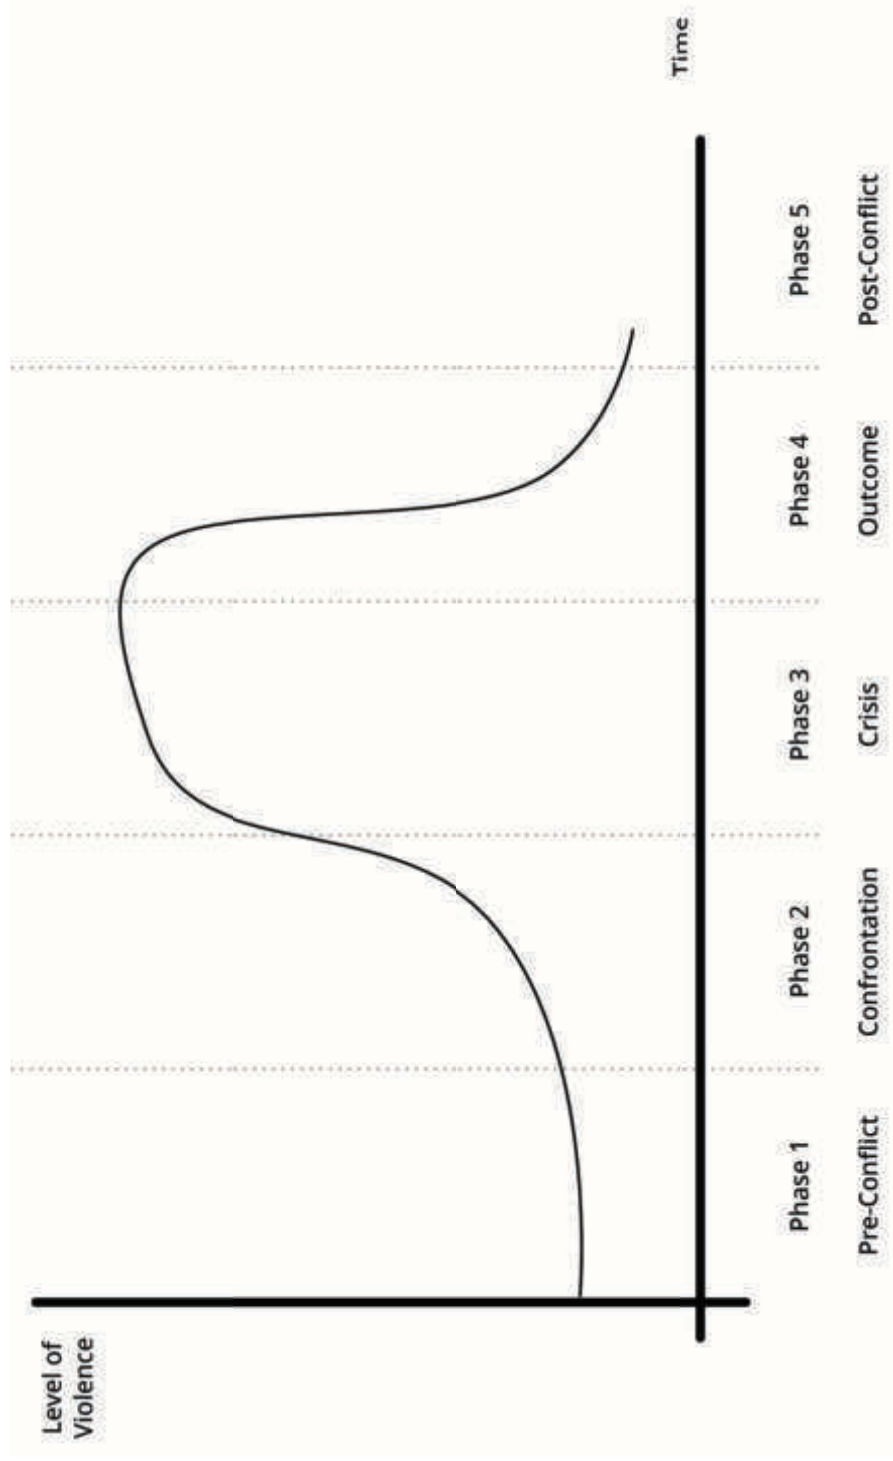 Level of
Violence
Time
Phase 1
Phase 2
Phase 3
Phase 4
Phase 5
Pre-Conflict
Confrontation
Crisis
Outcome
Post-Conflict